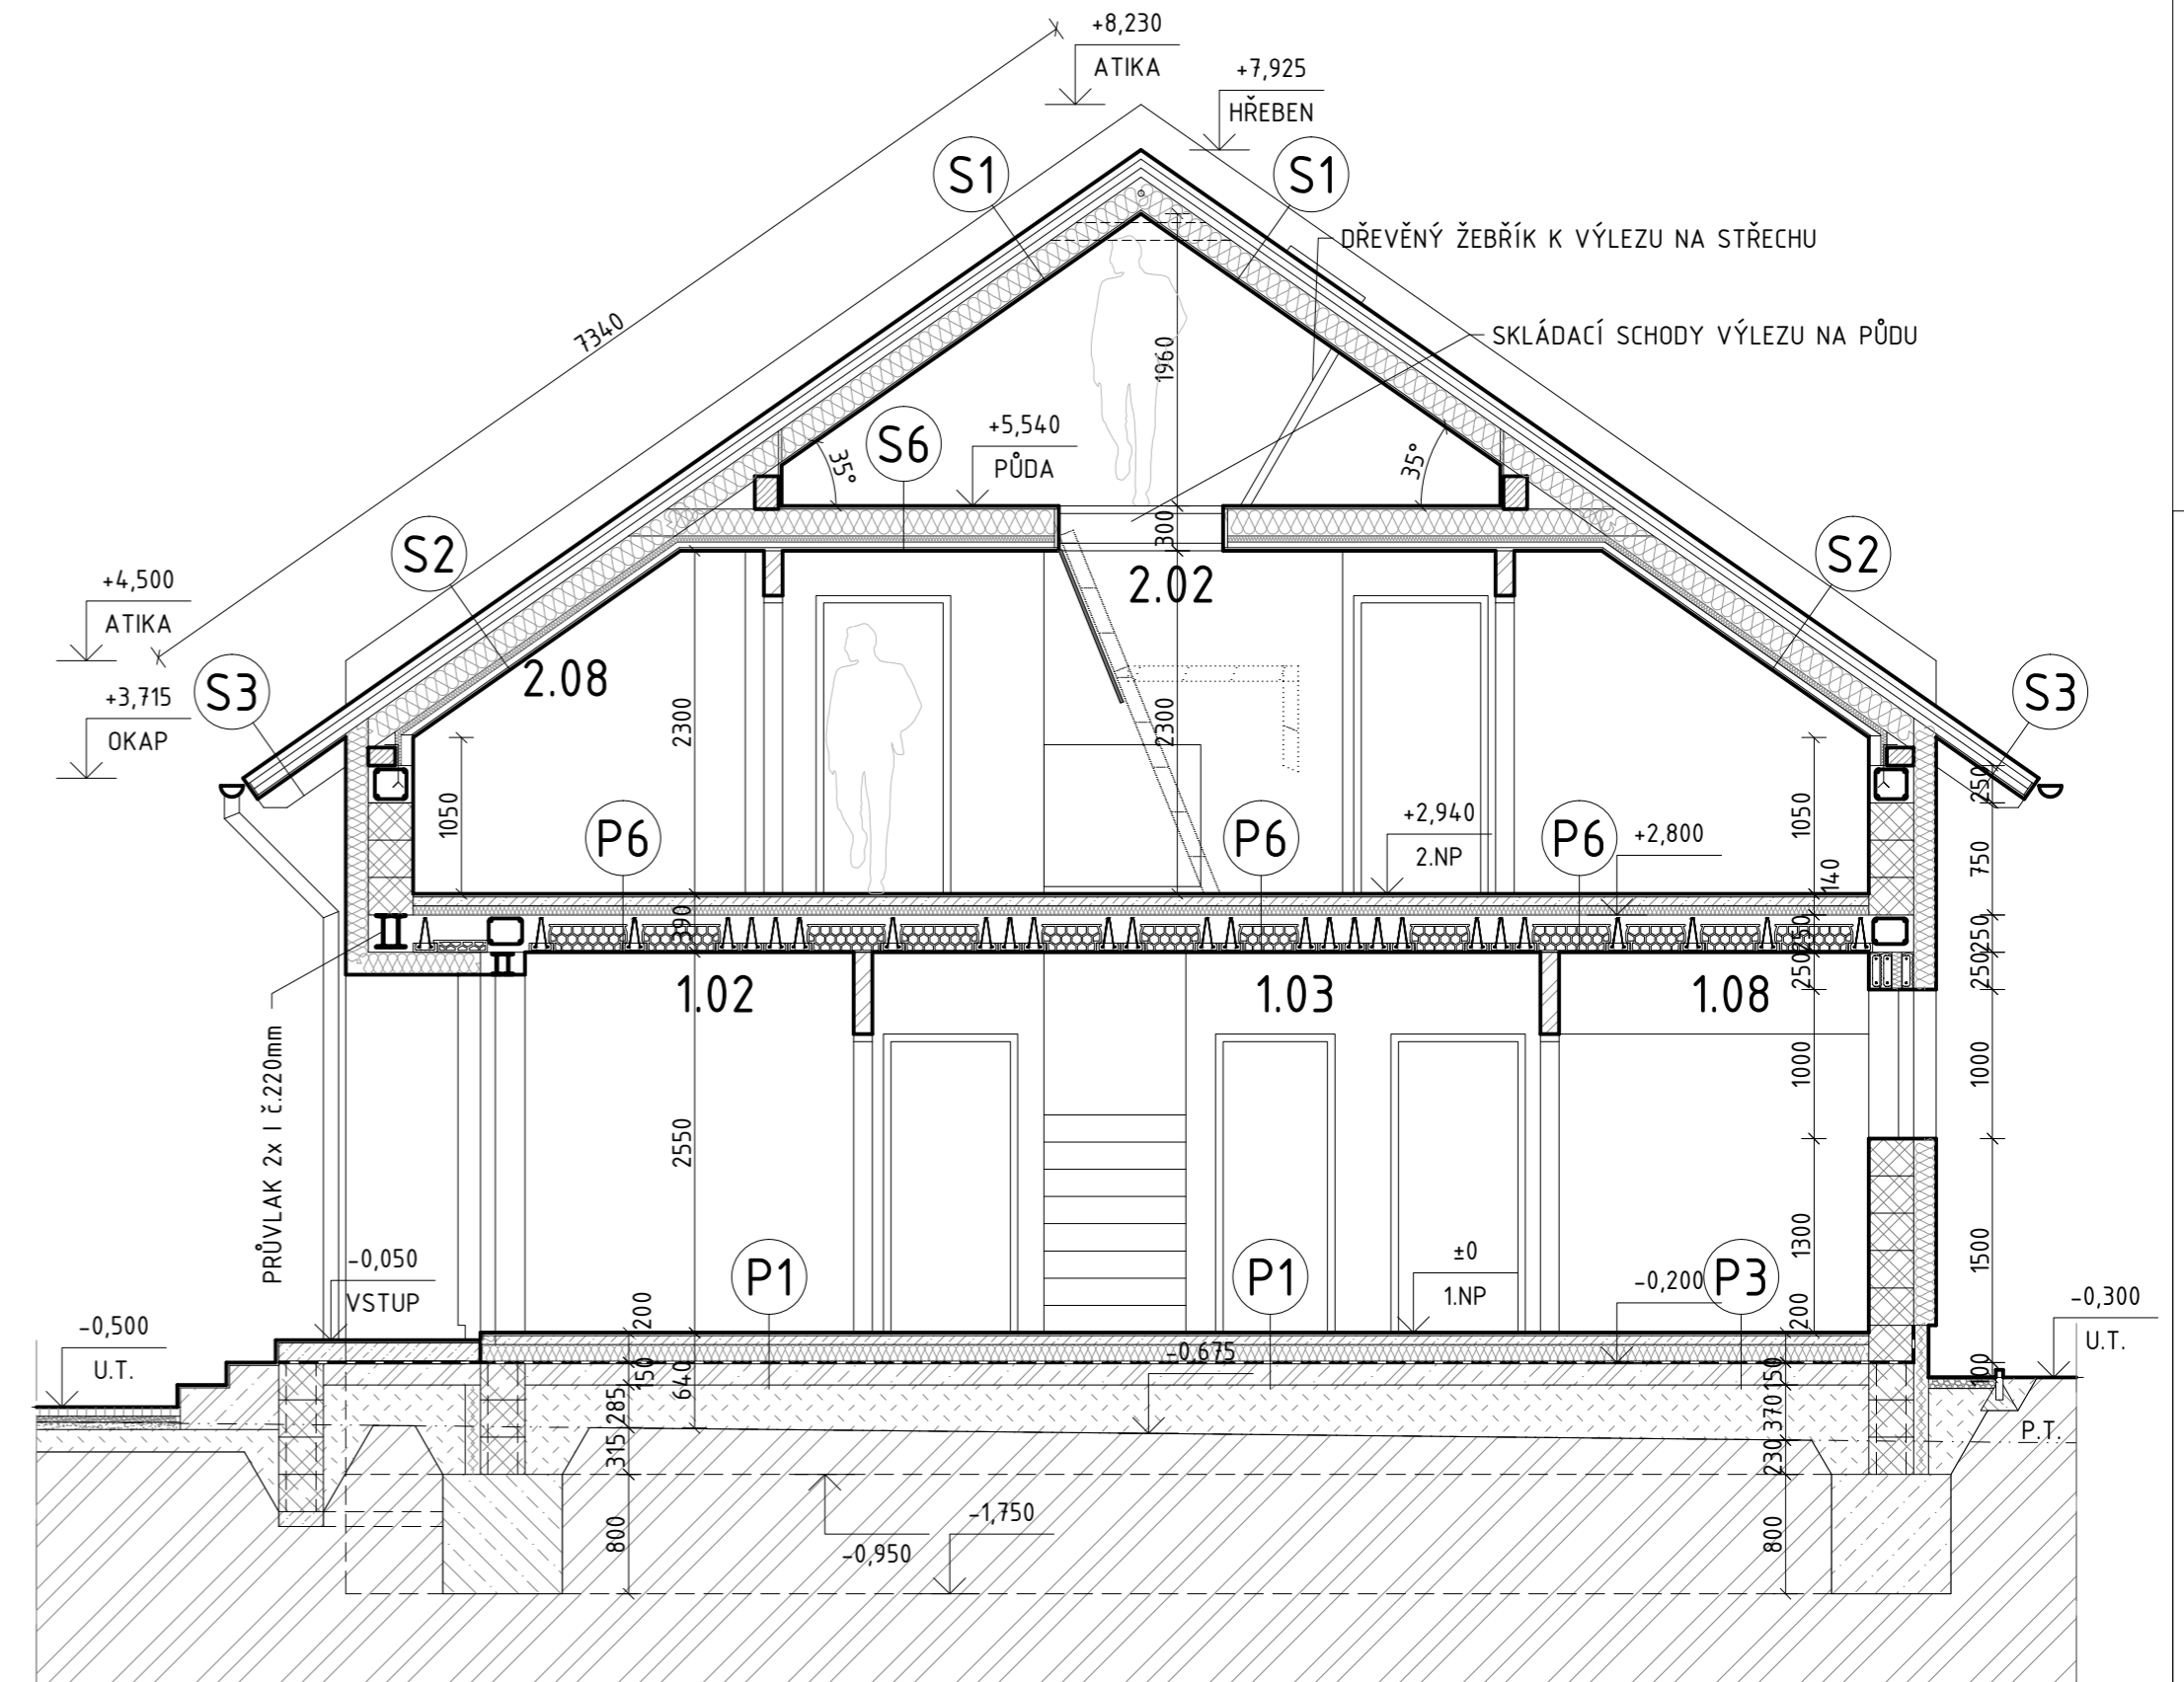 +8,230
ATIKA
+7,925
HŘEBEN
S1
S1
DŘEVĚNÝ ŽEBŘÍK K VÝLEZU NA STŘECHU
7340
SKLÁDACÍ SCHODY VÝLEZU NA PŮDU
1960
+5,540
PŮDA
S6
35°
35°
300
S2
S2
+4,500
ATIKA
2.02
2.08
S3
S3
+3,715
OKAP
2300
2300
250
1050
1050
P6
P6
P6
+2,940
2.NP
+2,800
750
140
390
250
250
250
250
1.02
1.03
1.08
PRŮVLAK 2x I č.220mm
1000
1000
2550
1300
1500
-0,050
VSTUP
P1
P1
±0
1.NP
-0,200
P3
-0,300
U.T.
-0,500
U.T.
200
200
-0,675
150
640
150
100
285
370
315
230
P.T.
-1,750
-0,950
800
800